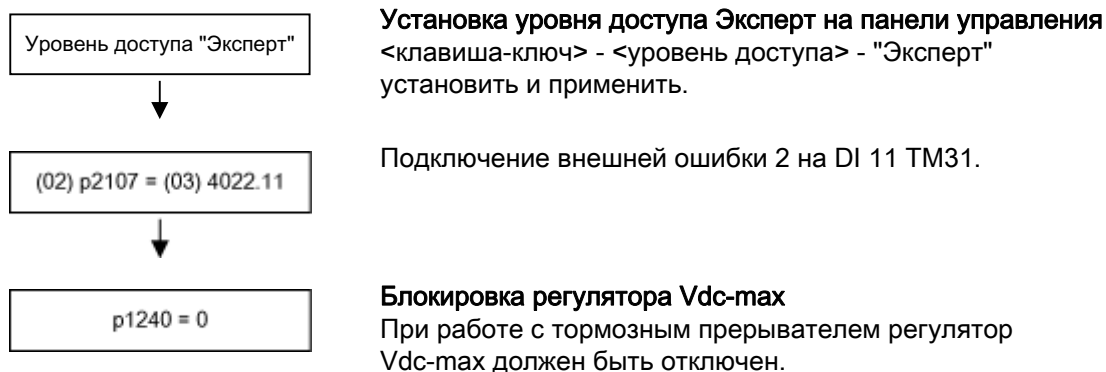 Уровень доступа "Эксперт"
Установка уровня доступа Эксперт на панели управления
<клавиша-ключ> - <уровень доступа> - "Эксперт"
установить и применить.
(02) p2107 = (03) 4022.11
Подключение внешней ошибки 2 на DI 11 TM31.
p1240 = 0
Блокировка регулятора Vdc-max
При работе с тормозным прерывателем регулятор
Vdc-max должен быть отключен.